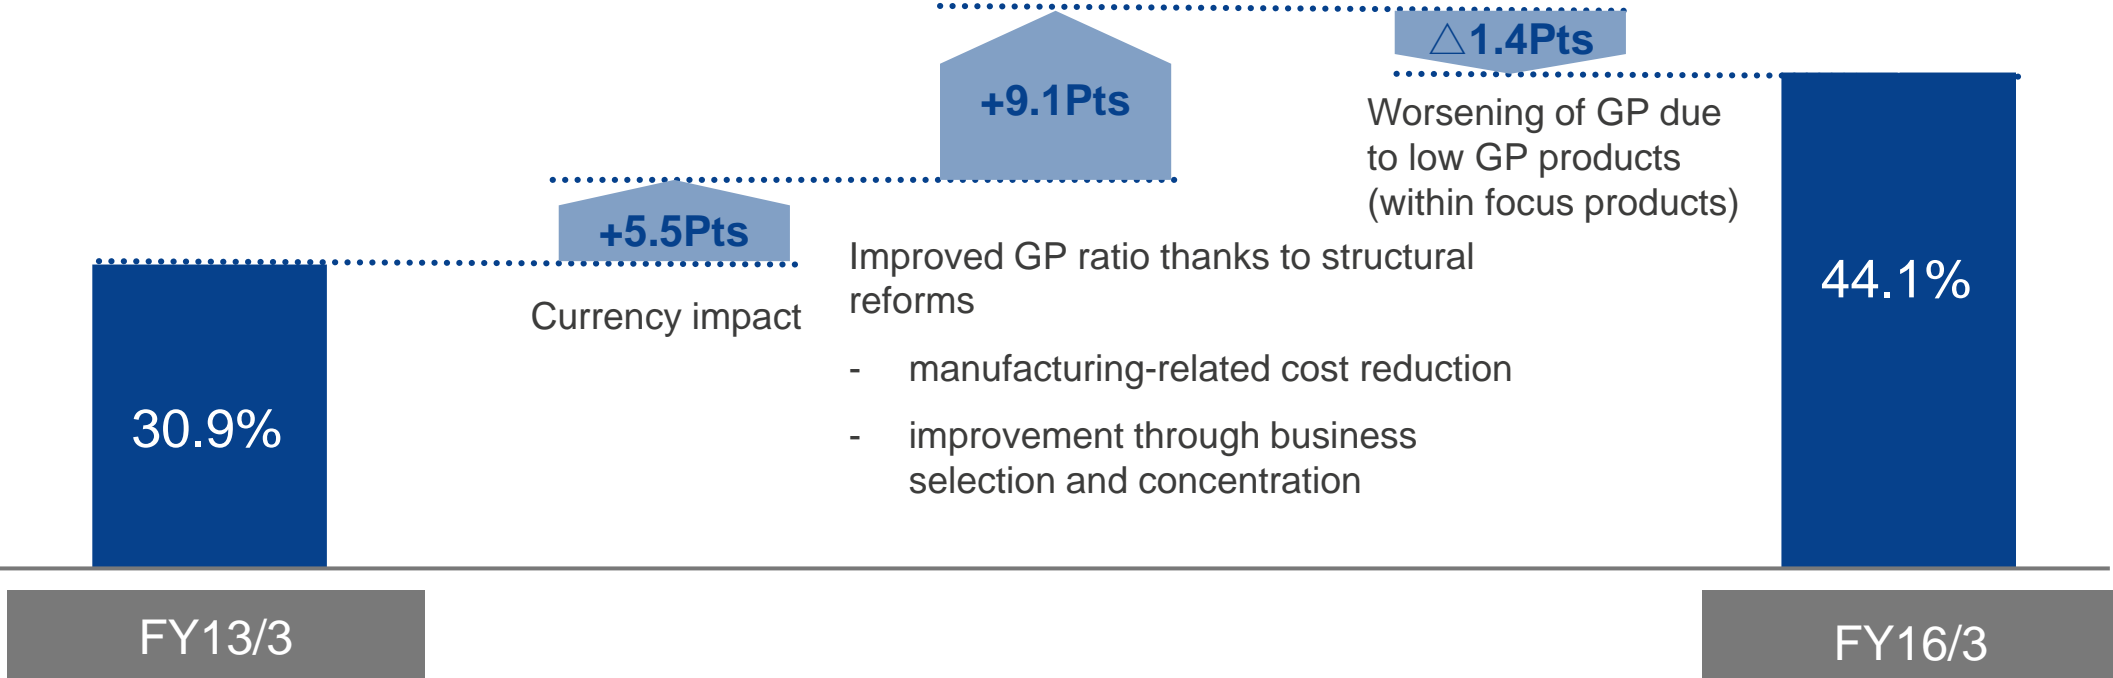 △1.4Pts
+9.1Pts
Worsening of GP due
to low GP products
(within focus products)
+5.5Pts
Currency impact
Improved GP ratio thanks to structural
reforms
- manufacturing-related cost reduction
- improvement through business
selection and concentration
30.9%
44.1%
FY13/3
FY16/3